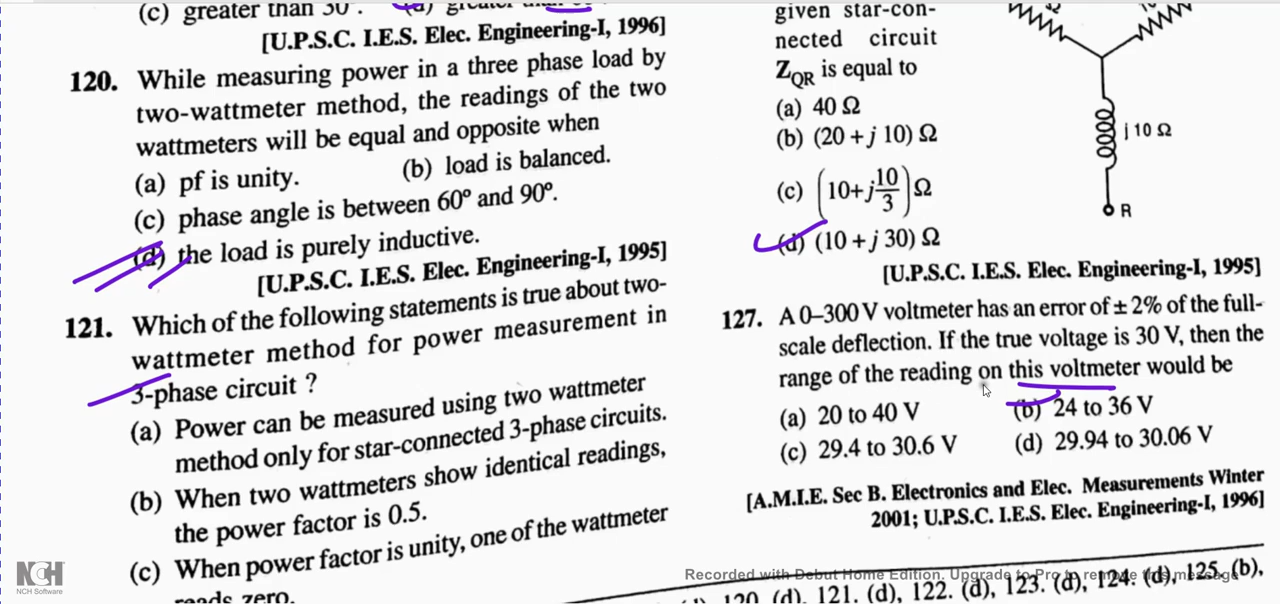 (c) greater than 30°. (d) greater
[U.P.S.C. I.E.S. Elec. Engineering-I, 1996]
120. While measuring power in a three phase load by
two-wattmeter method, the readings of the two
wattmeters will be equal and opposite when
(a) pf is unity. (b) load is balanced.
(c) phase angle is between 60° and 90°.
(d) the load is purely inductive.
[U.P.S.C. I.E.S. Elec. Engineering-I, 1995]
121. Which of the following statements is true about two-
wattmeter method for power measurement in
3-phase circuit ?
(a) Power can be measured using two wattmeter
method only for star-connected 3-phase circuits.
(b) When two wattmeters show identical readings,
the power factor is 0.5.
(c) When power factor is unity, one of the wattmeter
reads zero.
given star-con-
nected circuit
Z_QR is equal to
(a) 40 Ω
(b) (20 + j 10) Ω
(c) (10+j 10/3) Ω
(d) (10 + j 30) Ω
j 10 Ω
R
[U.P.S.C. I.E.S. Elec. Engineering-I, 1995]
127. A 0–300 V voltmeter has an error of ± 2% of the full-
scale deflection. If the true voltage is 30 V, then the
range of the reading on this voltmeter would be
(a) 20 to 40 V (b) 24 to 36 V
(c) 29.4 to 30.6 V (d) 29.94 to 30.06 V
[A.M.I.E. Sec B. Electronics and Elec. Measurements Winter
2001; U.P.S.C. I.E.S. Elec. Engineering-I, 1996]
120. (d), 121. (d), 122. (d), 123. (d), 124. (d), 125. (b),
Recorded with Debut Home Edition. Upgrade to Pro to remove this message
NCH
NCH Software